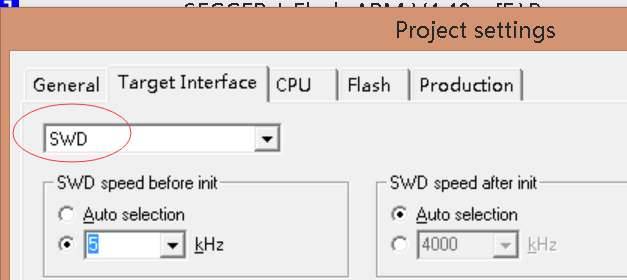 Project settings
General Target Interface CPU Flash Production
SWD
SWD speed before init
Auto selection
5 kHz
SWD speed after init
Auto selection
4000 kHz